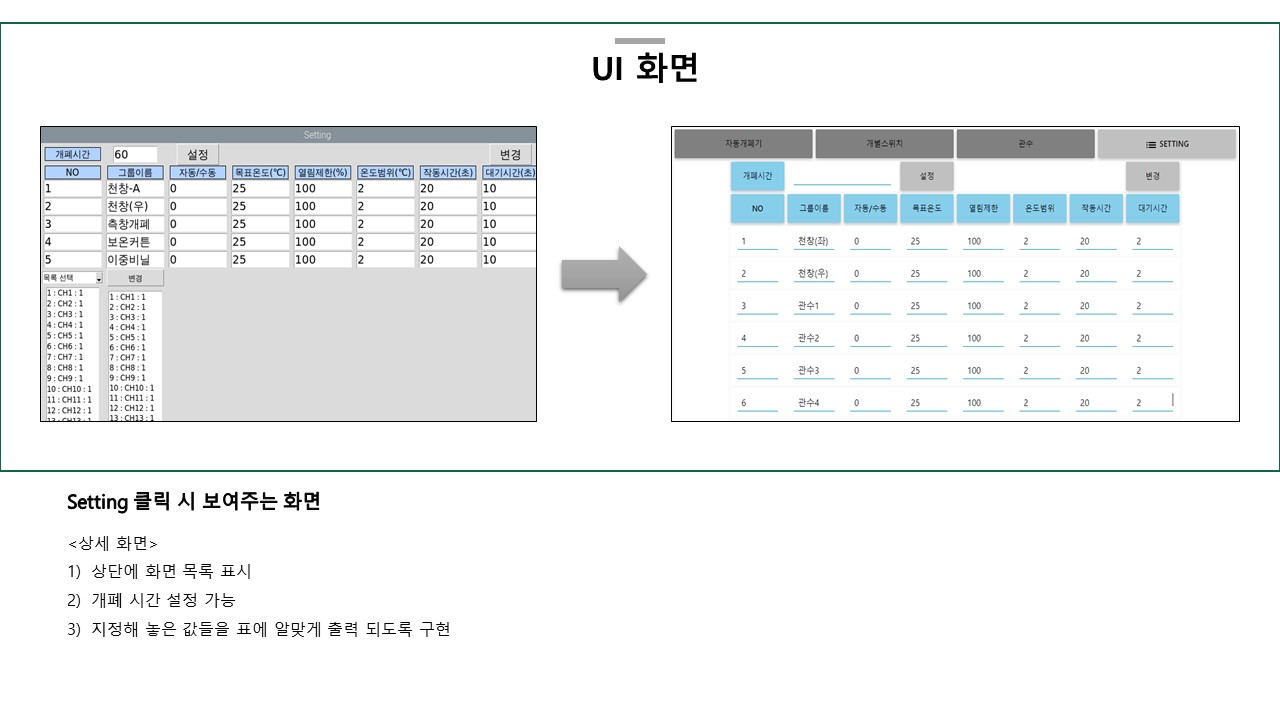 UI 화면
Setting
개폐시간 60 설정 변경
NO 그룹이름 자동/수동 목표온도(℃) 열림제한(%) 온도범위(℃) 작동시간(초) 대기시간(초)
1 천창-A 0 25 100 2 20 10
2 천창(우) 0 25 100 2 20 10
3 측창개폐 0 25 100 2 20 10
4 보온커튼 0 25 100 2 20 10
5 이중비닐 0 25 100 2 20 10
목록 선택 변경
1 : CH1 : 1
2 : CH2 : 1
3 : CH3 : 1
4 : CH4 : 1
5 : CH5 : 1
6 : CH6 : 1
7 : CH7 : 1
8 : CH8 : 1
9 : CH9 : 1
10 : CH10 : 1
11 : CH11 : 1
12 : CH12 : 1
13 : CH13 : 1
1 : CH1 : 1
2 : CH2 : 1
3 : CH3 : 1
4 : CH4 : 1
5 : CH5 : 1
6 : CH6 : 1
7 : CH7 : 1
8 : CH8 : 1
9 : CH9 : 1
10 : CH10 : 1
11 : CH11 : 1
12 : CH12 : 1
13 : CH13 : 1
자동개폐기 개별스위치 관수 SETTING
개폐시간 설정 변경
NO 그룹이름 자동/수동 목표온도 열림제한 온도범위 작동시간 대기시간
1 천창(좌) 0 25 100 2 20 2
2 천창(우) 0 25 100 2 20 2
3 관수1 0 25 100 2 20 2
4 관수2 0 25 100 2 20 2
5 관수3 0 25 100 2 20 2
6 관수4 0 25 100 2 20 2
Setting 클릭 시 보여주는 화면
<상세 화면>
1) 상단에 화면 목록 표시
2) 개폐 시간 설정 가능
3) 지정해 놓은 값들을 표에 알맞게 출력 되도록 구현